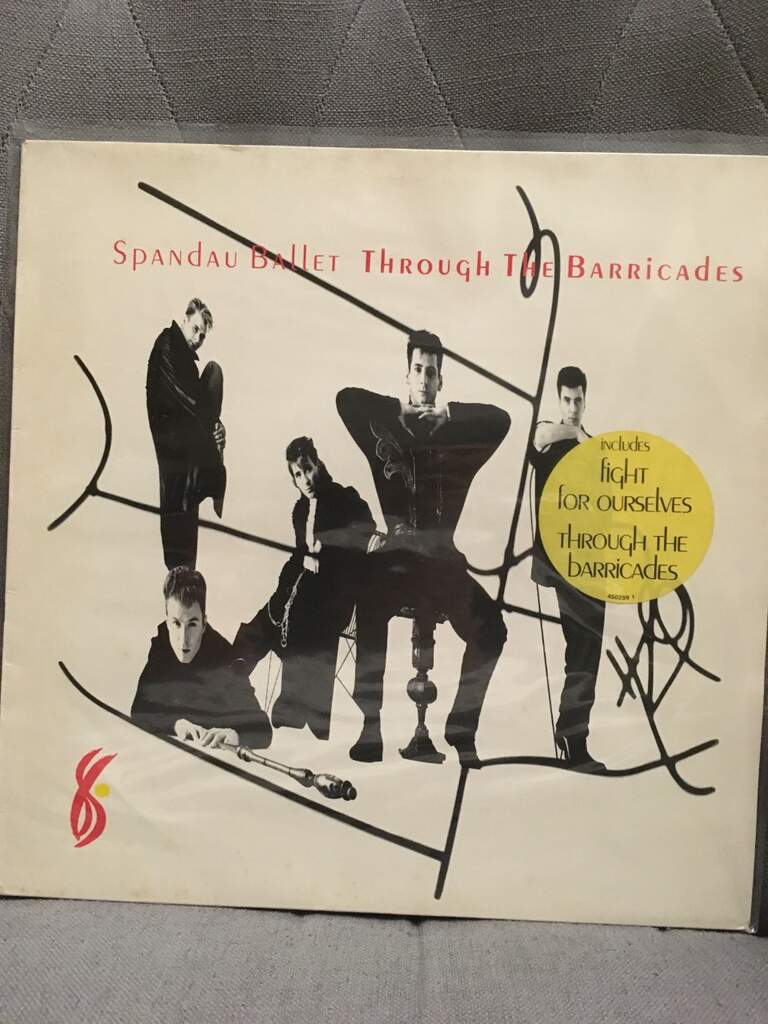 Spandau Ballet Through The Barricades
includes
fight
for ourselves
through the
barricades
450259 1